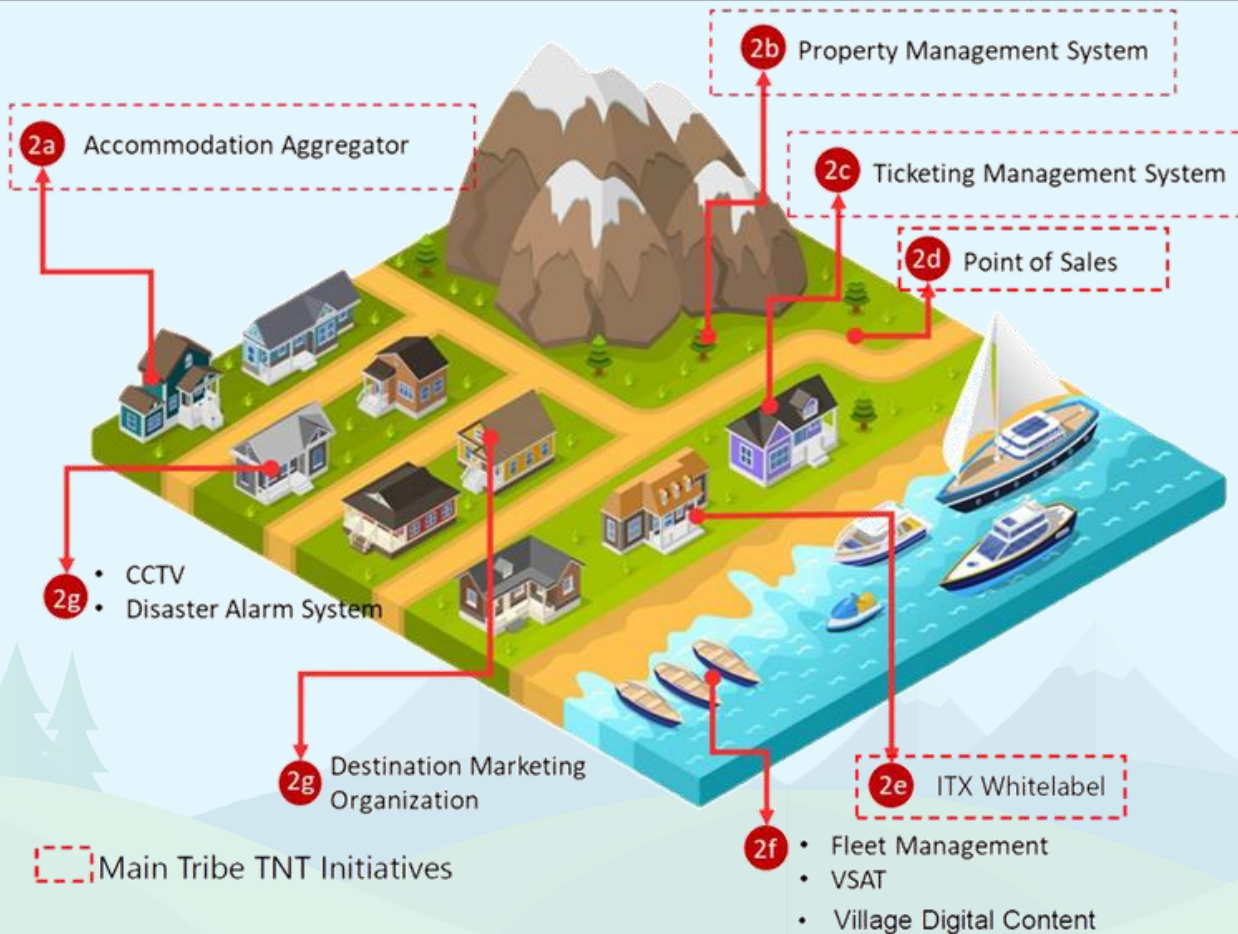 2b Property Management System
2a Accommodation Aggregator
2c Ticketing Management System
2d Point of Sales
2g • CCTV
• Disaster Alarm System
2g Destination Marketing
Organization
2e ITX Whitelabel
2f • Fleet Management
• VSAT
• Village Digital Content
Main Tribe TNT Initiatives